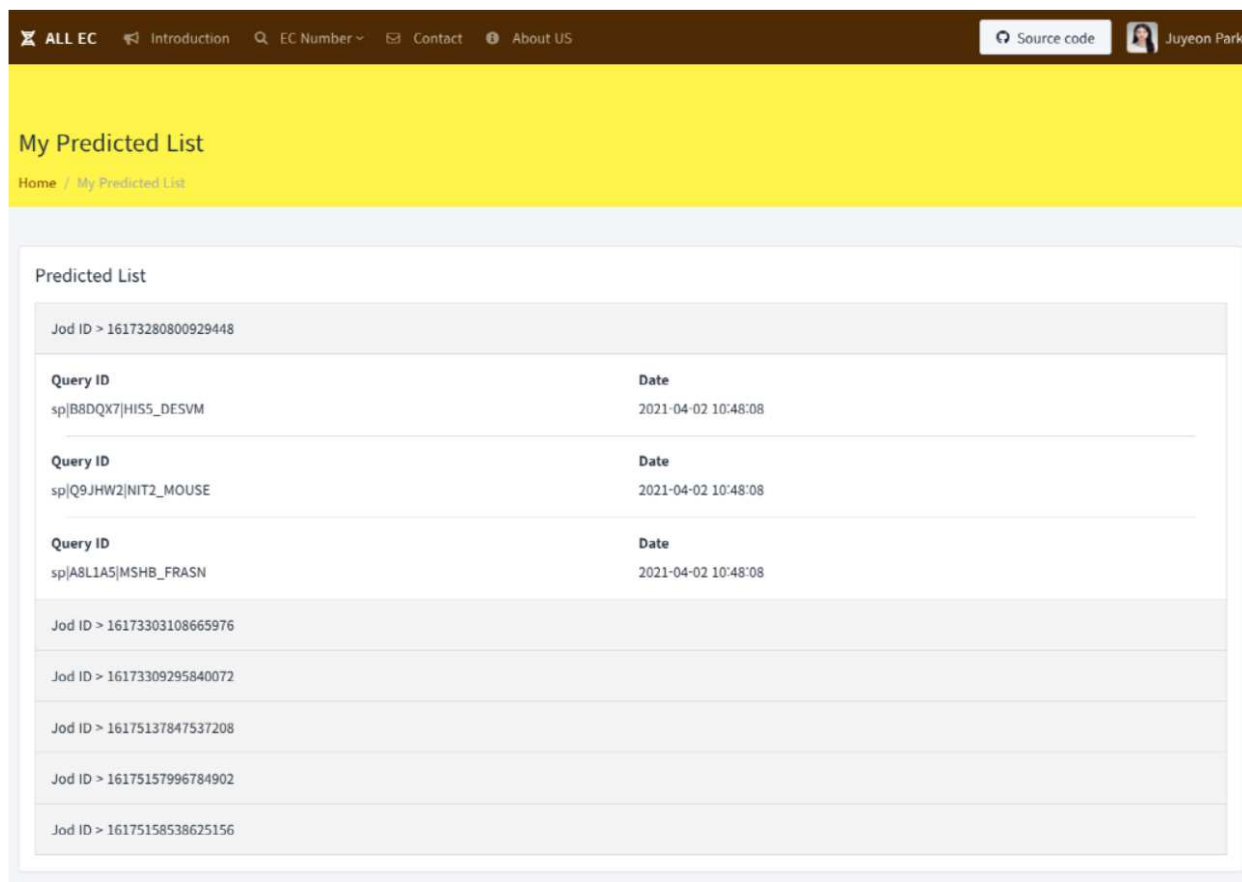 ALL EC Introduction EC Number Contact About US Source code Juyeon Park
My Predicted List
Home / My Predicted List
Predicted List
Jod ID > 16173280800929448
Query ID Date
sp|B8DQX7|HIS5_DESVM 2021-04-02 10:48:08
Query ID Date
sp|Q9JHW2|NIT2_MOUSE 2021-04-02 10:48:08
Query ID Date
sp|A8L1A5|MSHB_FRASN 2021-04-02 10:48:08
Jod ID > 16173303108665976
Jod ID > 16173309295840072
Jod ID > 16175137847537208
Jod ID > 16175157996784902
Jod ID > 16175158538625156